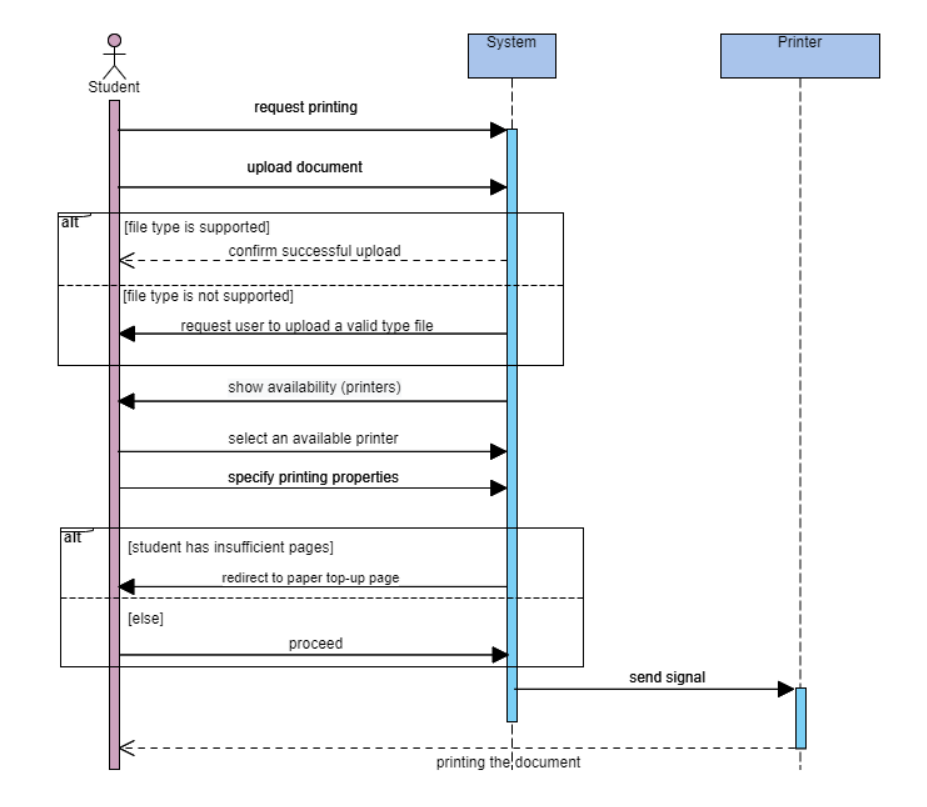 System
Printer
Student
request printing
upload document
alt
[file type is supported]
confirm successful upload
[file type is not supported]
request user to upload a valid type file
show availability (printers)
select an available printer
specify printing properties
alt
[student has insufficient pages]
redirect to paper top-up page
[else]
proceed
send signal
printing the document